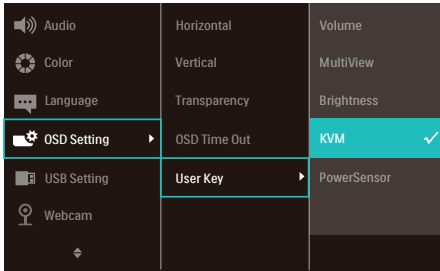 Audio
Horizontal
Volume
Color
Vertical
MultiView
Language
Transparency
Brightness
OSD Setting
OSD Time Out
KVM
USB Setting
User Key
PowerSensor
Webcam